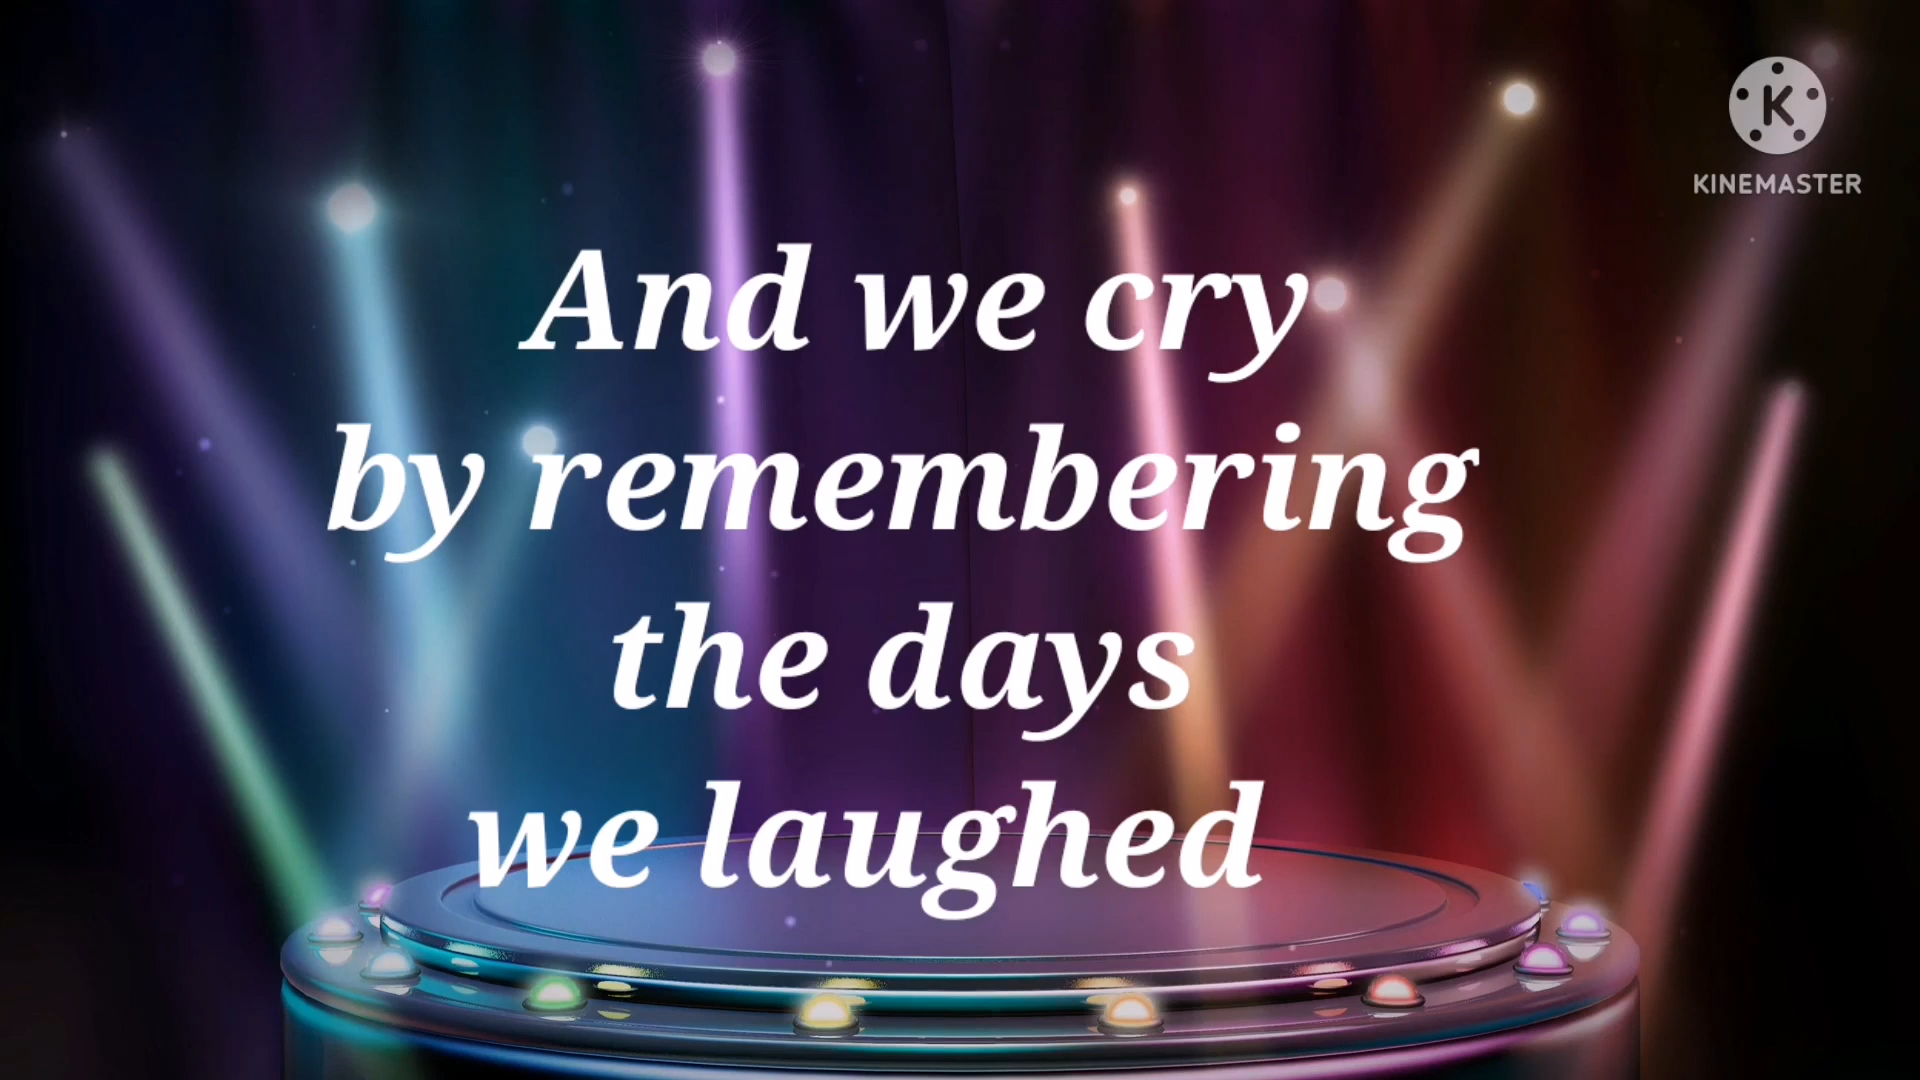 K
KINEMASTER
And we cry
by remembering
the days
we laughed